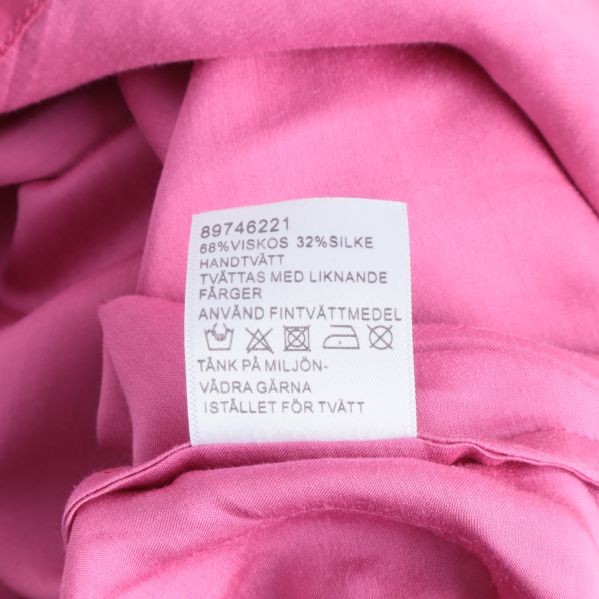 89746221
68%VISKOS 32%SILKE
HANDTVÄTT
TVÄTTAS MED LIKNANDE
FÄRGER
ANVÄND FINTVÄTTMEDEL
TÄNK PÅ MILJÖN-
VÄDRA GÄRNA
ISTÄLLET FÖR TVÄTT